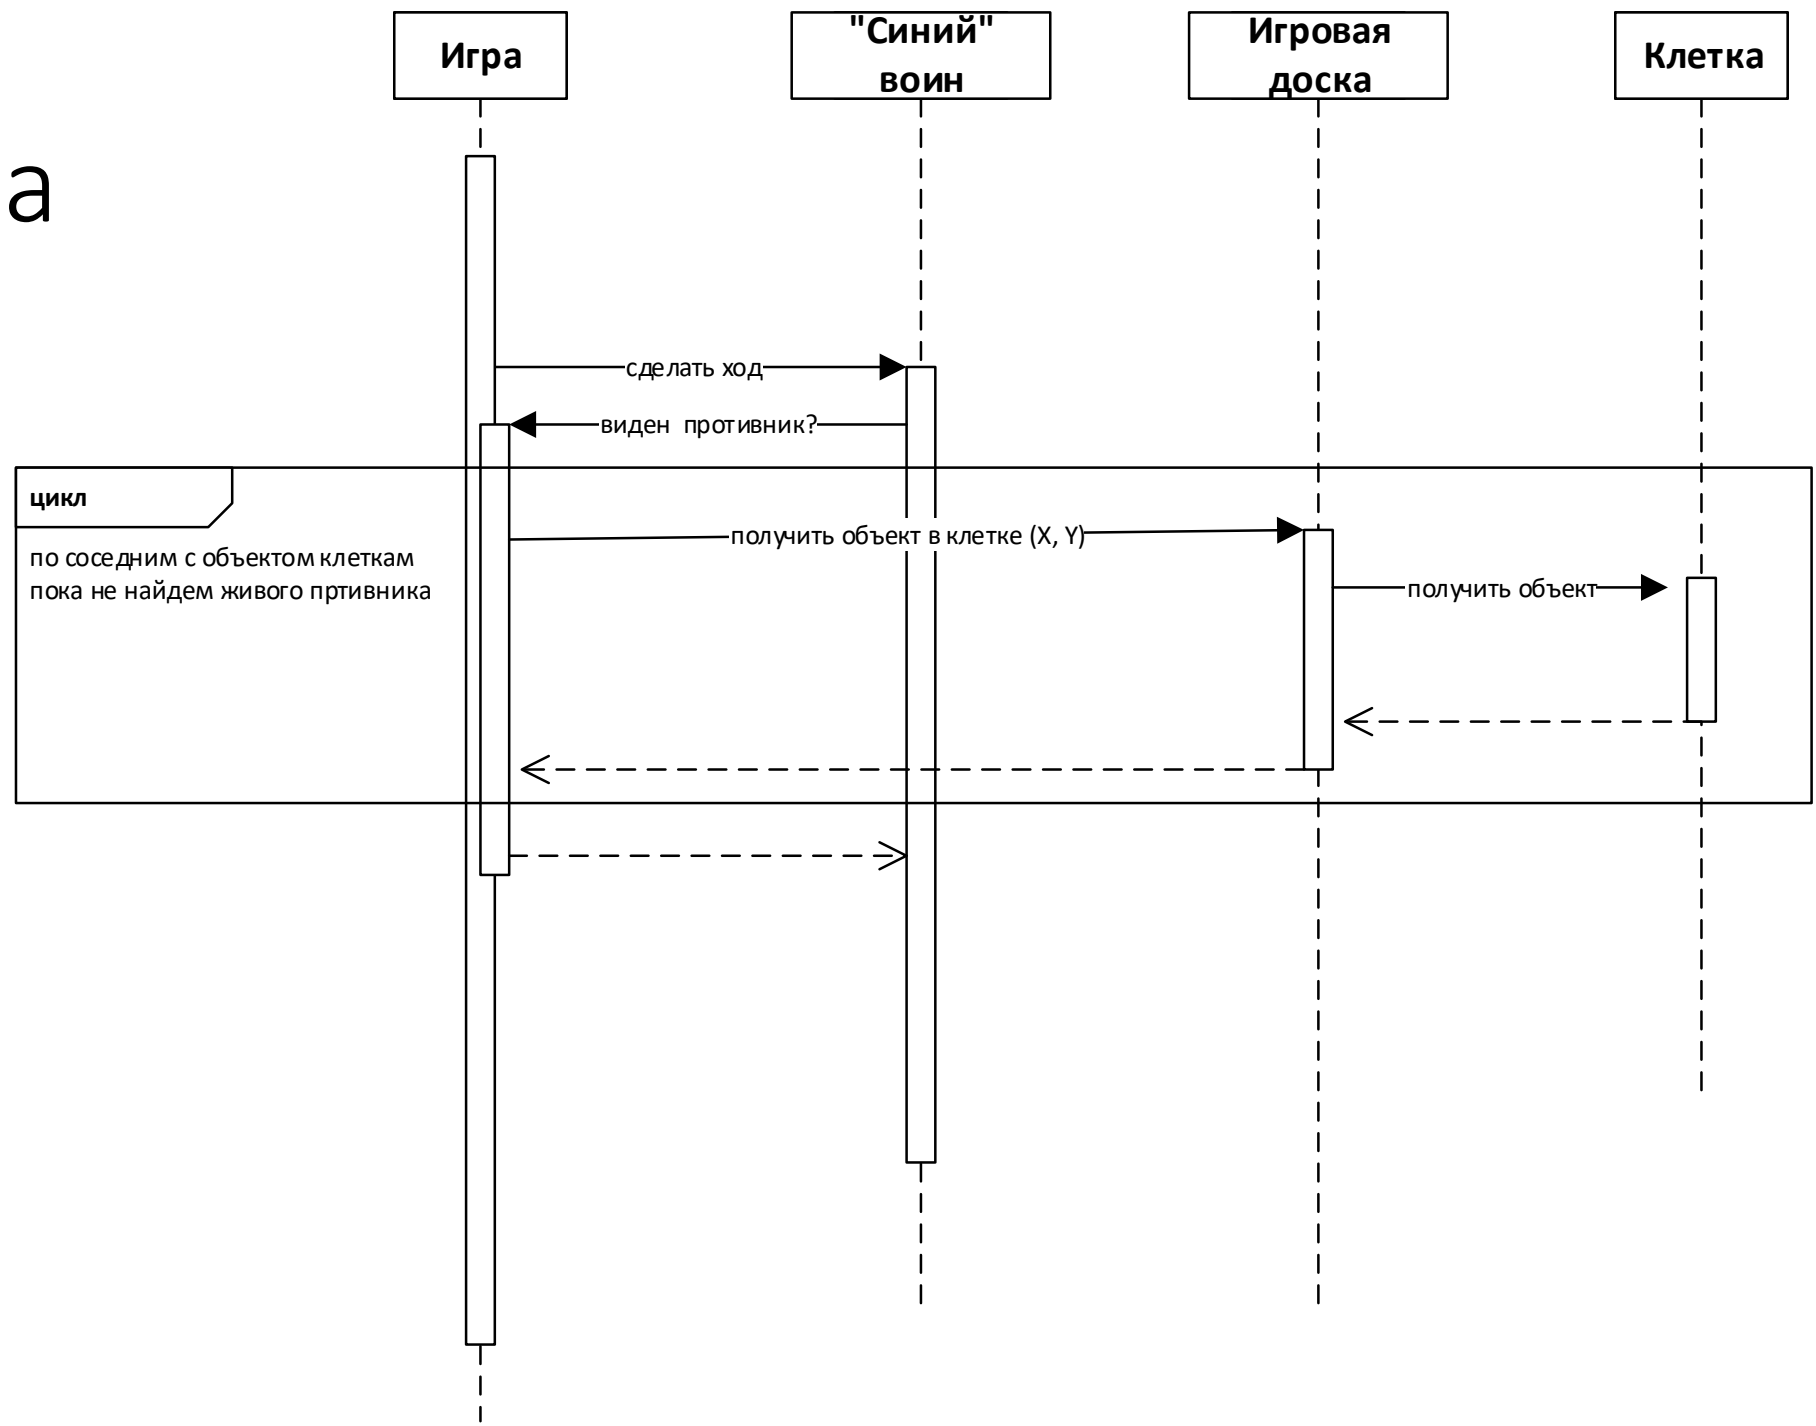 Игра
"Синий"
воин
Игровая
доска
Клетка
а
сделать ход
виден противник?
цикл
получить объект в клетке (X, Y)
по соседним с объектом клеткам
пока не найдем живого пртивника
получить объект